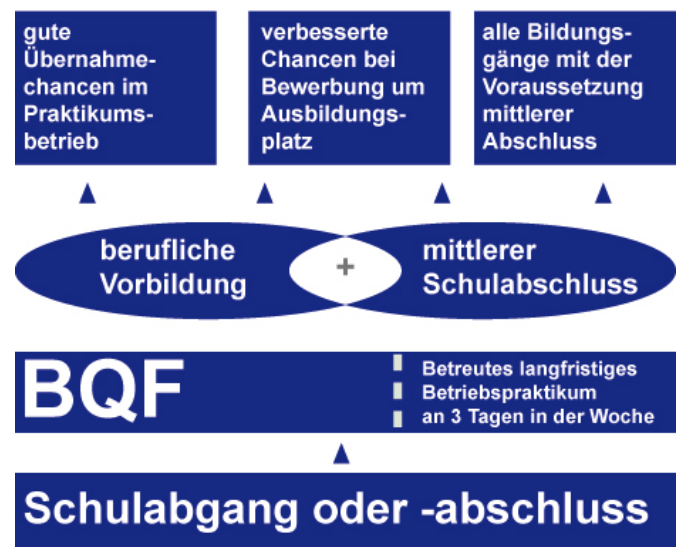 gute
Übernahme-
chancen im
Praktikums-
betrieb
verbesserte
Chancen bei
Bewerbung um
Ausbildungs-
platz
alle Bildungs-
gänge mit der
Voraussetzung
mittlerer
Abschluss
berufliche
Vorbildung
+
mittlerer
Schulabschluss
BQF
Betreutes langfristiges
Betriebspraktikum
an 3 Tagen in der Woche
Schulabgang oder -abschluss